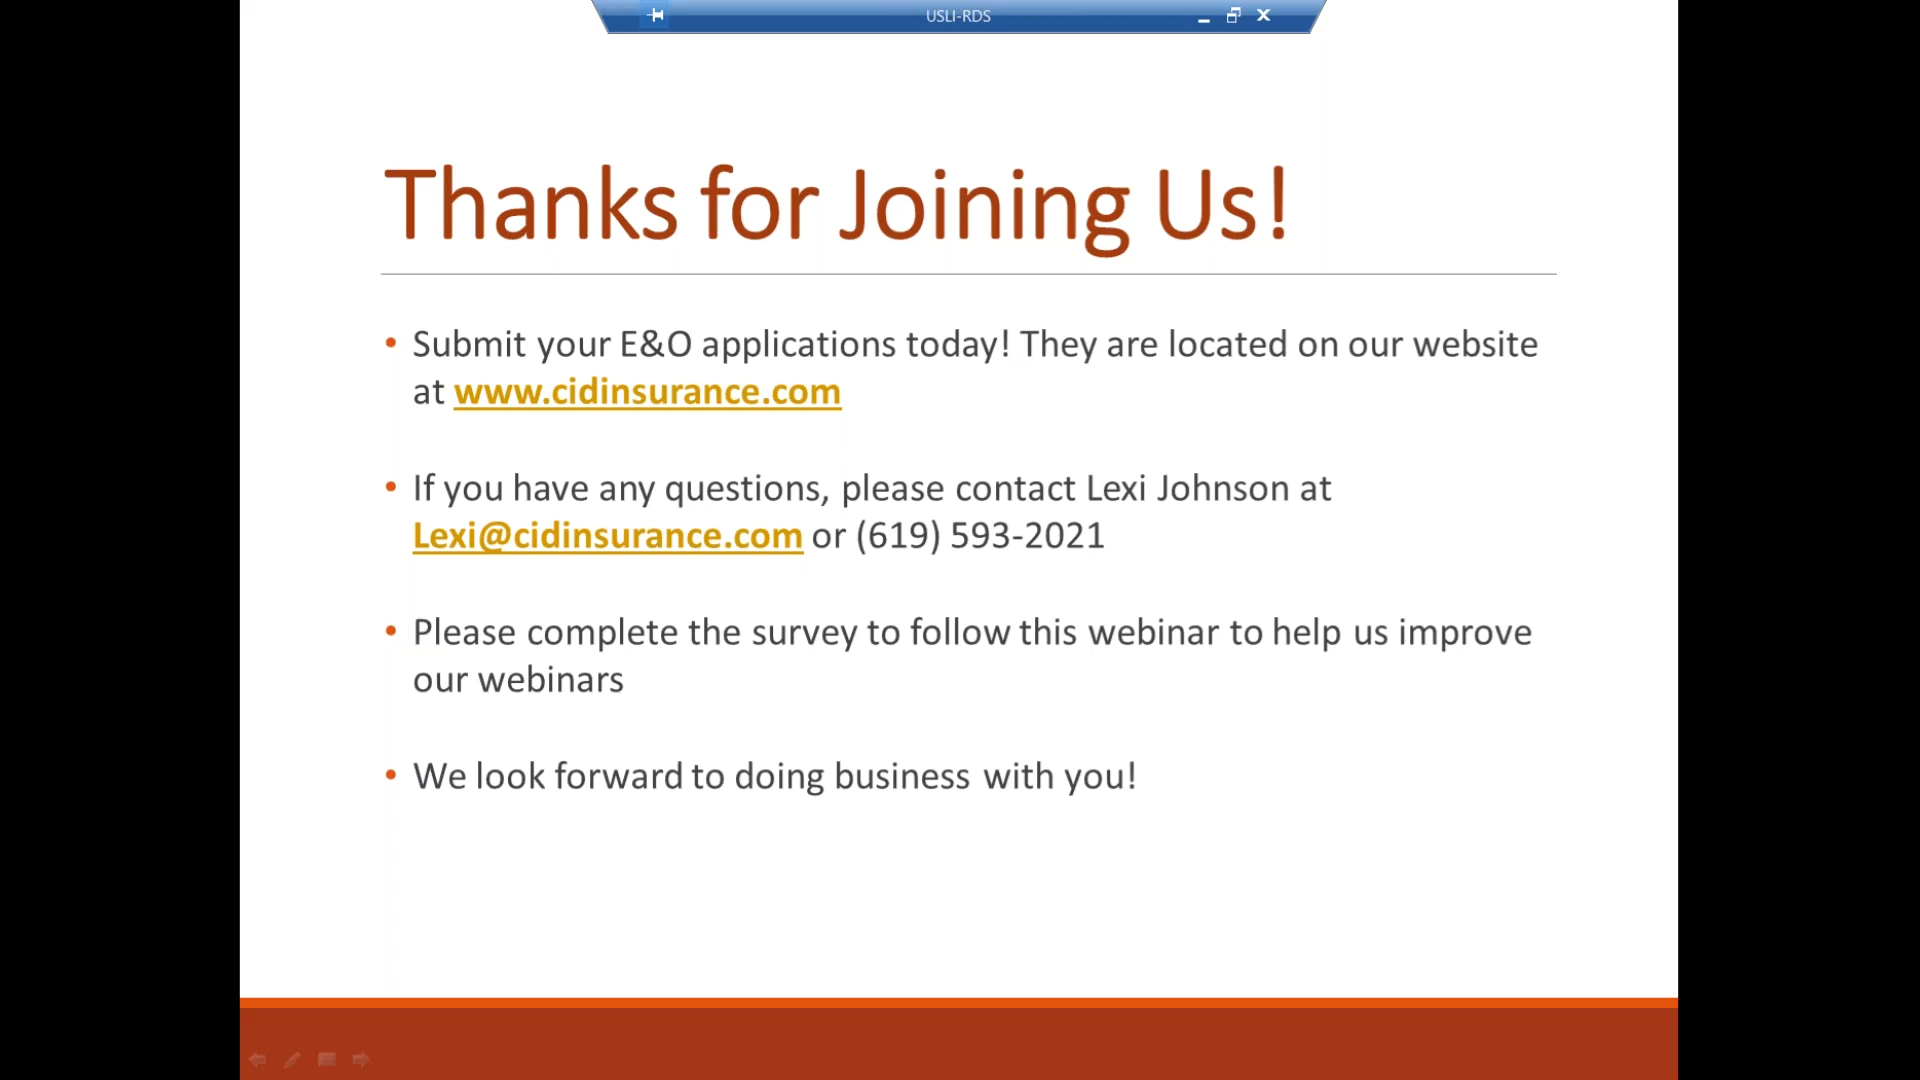 USLI-RDS
Thanks for Joining Us!
• Submit your E&O applications today! They are located on our website
at www.cidinsurance.com
• If you have any questions, please contact Lexi Johnson at
Lexi@cidinsurance.com or (619) 593-2021
• Please complete the survey to follow this webinar to help us improve
our webinars
• We look forward to doing business with you!